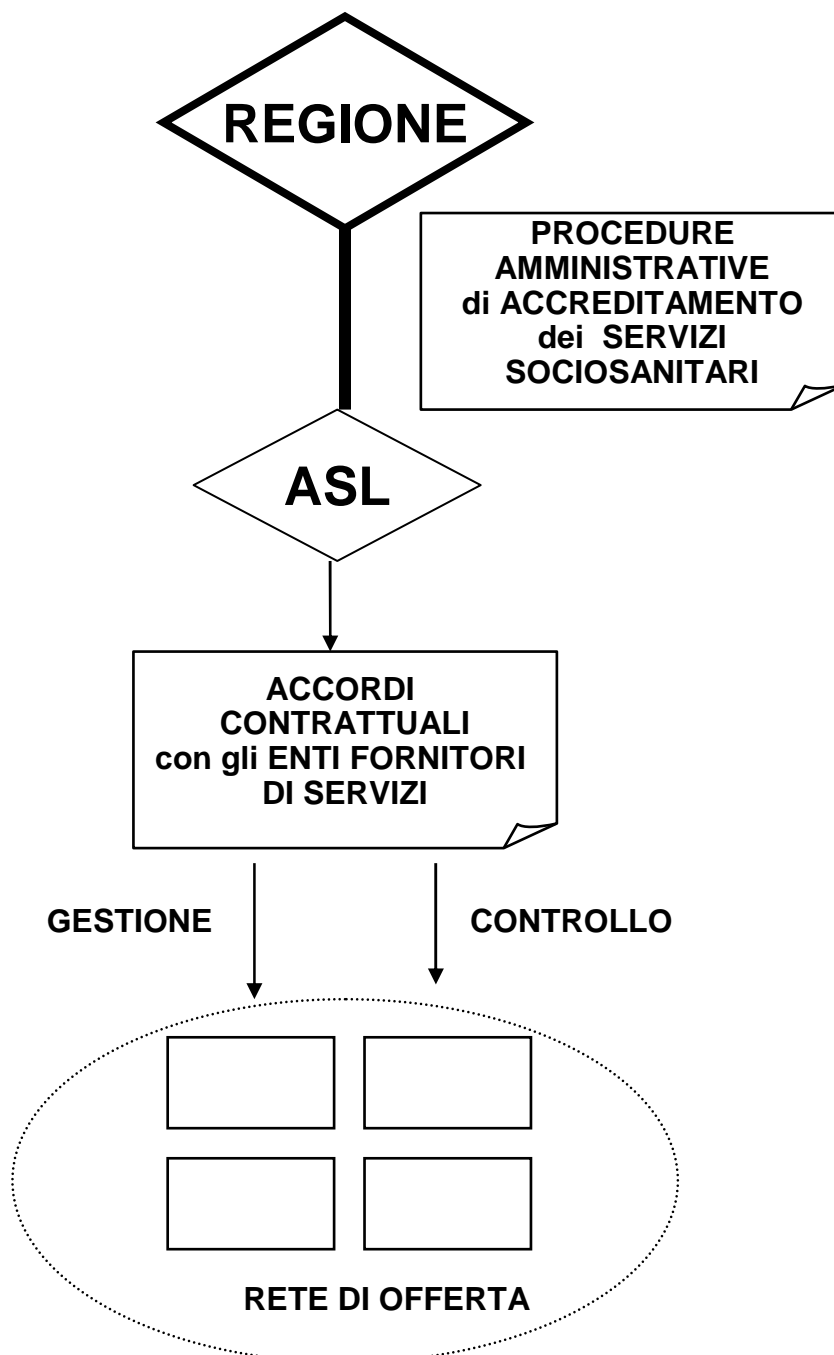 REGIONE
PROCEDURE
AMMINISTRATIVE
di ACCREDITAMENTO
dei SERVIZI
SOCIOSANITARI
ASL
ACCORDI
CONTRATTUALI
con gli ENTI FORNITORI
DI SERVIZI
GESTIONE
CONTROLLO
RETE DI OFFERTA